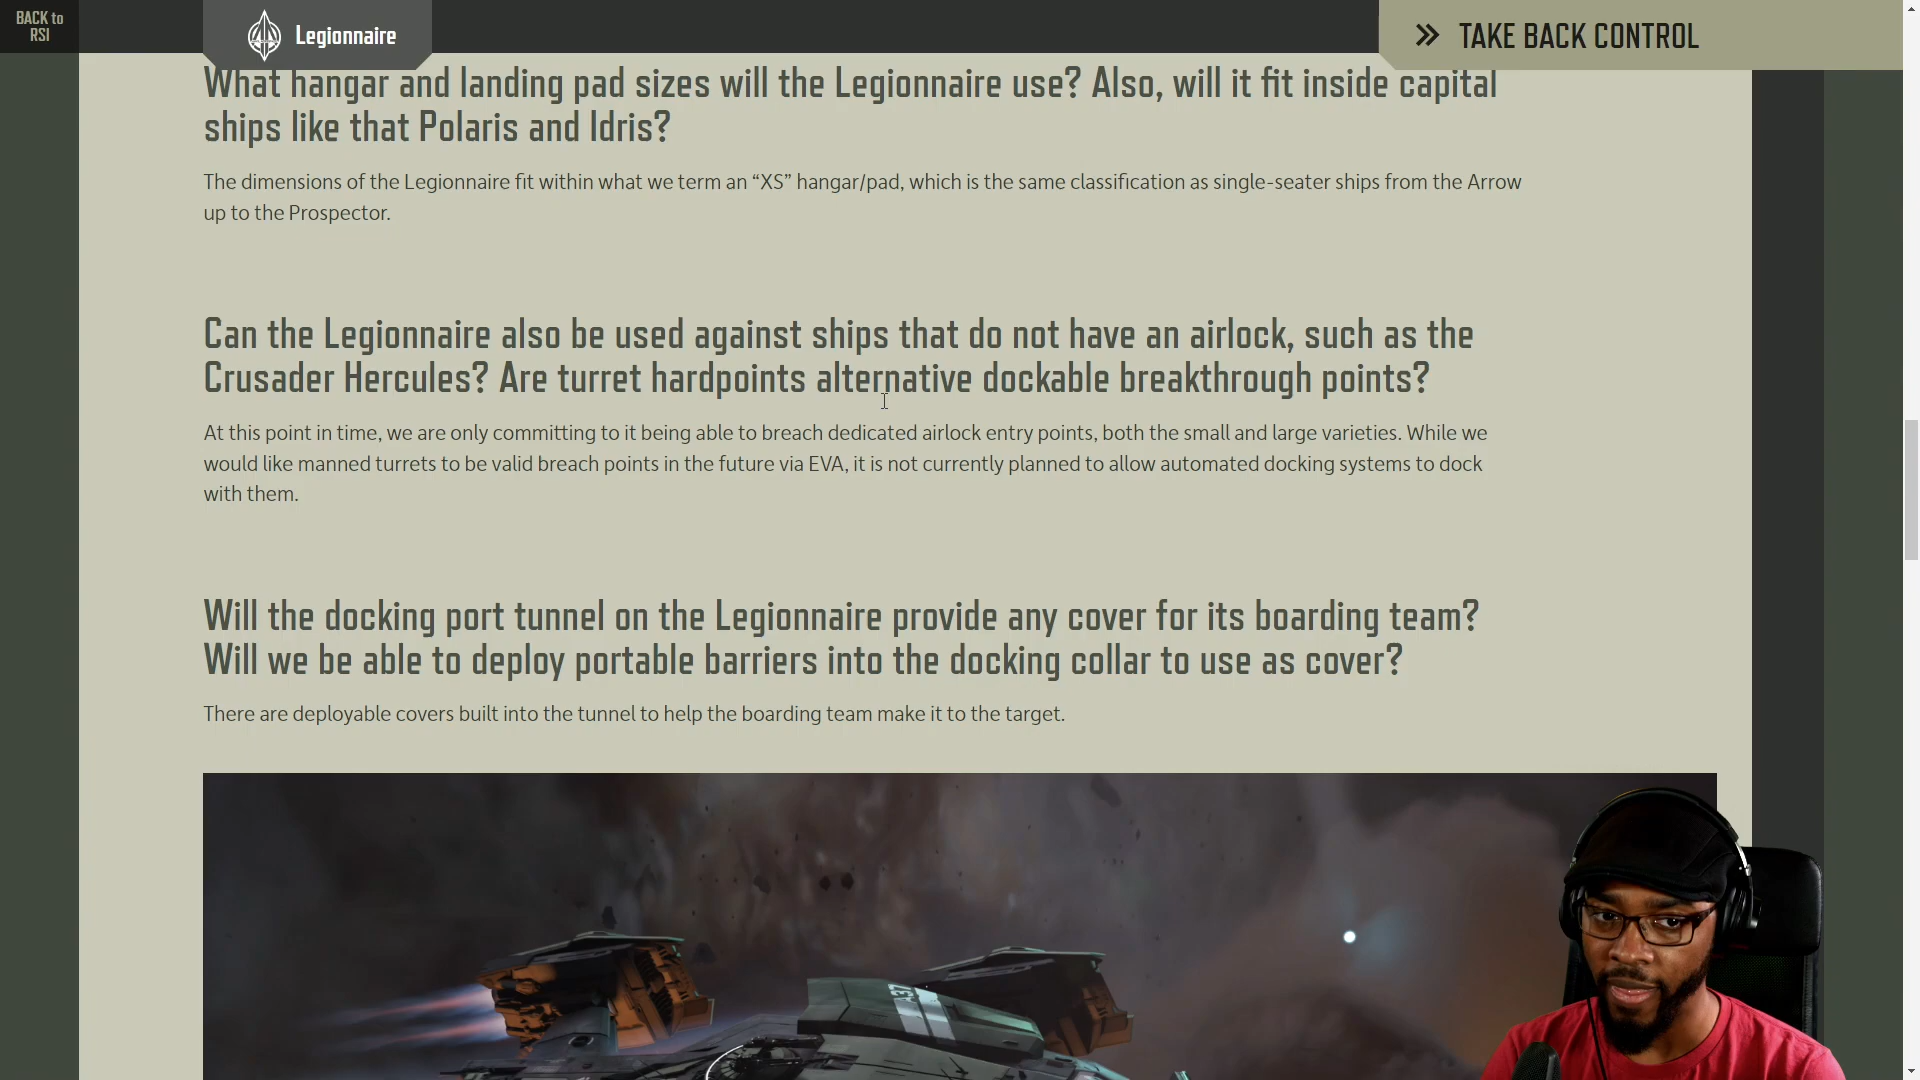 BACK to
RSI
Legionnaire
TAKE BACK CONTROL
What hangar and landing pad sizes will the Legionnaire use? Also, will it fit inside capital
ships like that Polaris and Idris?
The dimensions of the Legionnaire fit within what we term an “XS” hangar/pad, which is the same classification as single-seater ships from the Arrow
up to the Prospector.
Can the Legionnaire also be used against ships that do not have an airlock, such as the
Crusader Hercules? Are turret hardpoints alternative dockable breakthrough points?
At this point in time, we are only committing to it being able to breach dedicated airlock entry points, both the small and large varieties. While we
would like manned turrets to be valid breach points in the future via EVA, it is not currently planned to allow automated docking systems to dock
with them.
Will the docking port tunnel on the Legionnaire provide any cover for its boarding team?
Will we be able to deploy portable barriers into the docking collar to use as cover?
There are deployable covers built into the tunnel to help the boarding team make it to the target.
A37